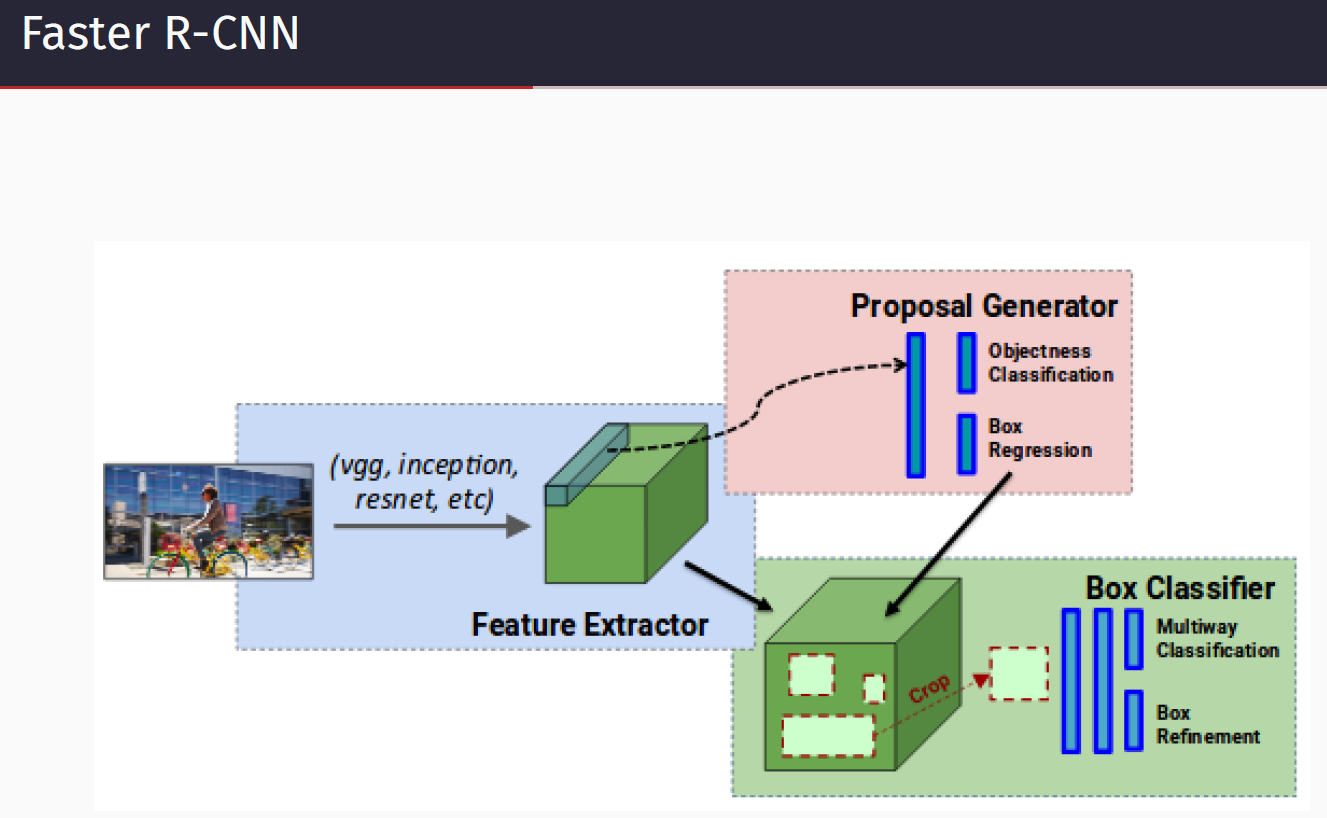 Faster R-CNN
Proposal Generator
Objectness
Classification
Box
Regression
(vgg, inception,
resnet, etc)
Feature Extractor
Box Classifier
Multiway
Classification
Crop
Box
Refinement